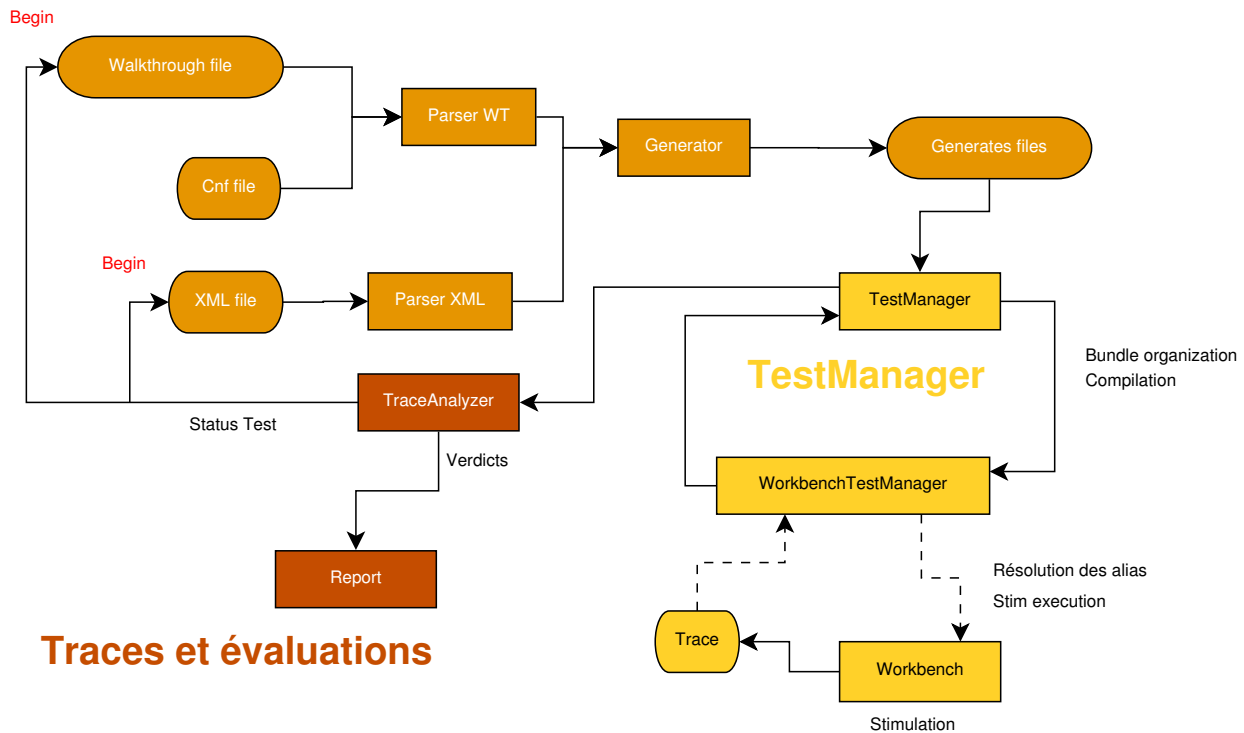 Begin
Walkthrough file
Parser WT
Generator
Generates files
Cnf file
Begin
XML file
Parser XML
TestManager
TestManager
Bundle organization
Compilation
TraceAnalyzer
Status Test
Verdicts
WorkbenchTestManager
Report
Résolution des alias
Stim execution
Traces et évaluations
Trace
Workbench
Stimulation